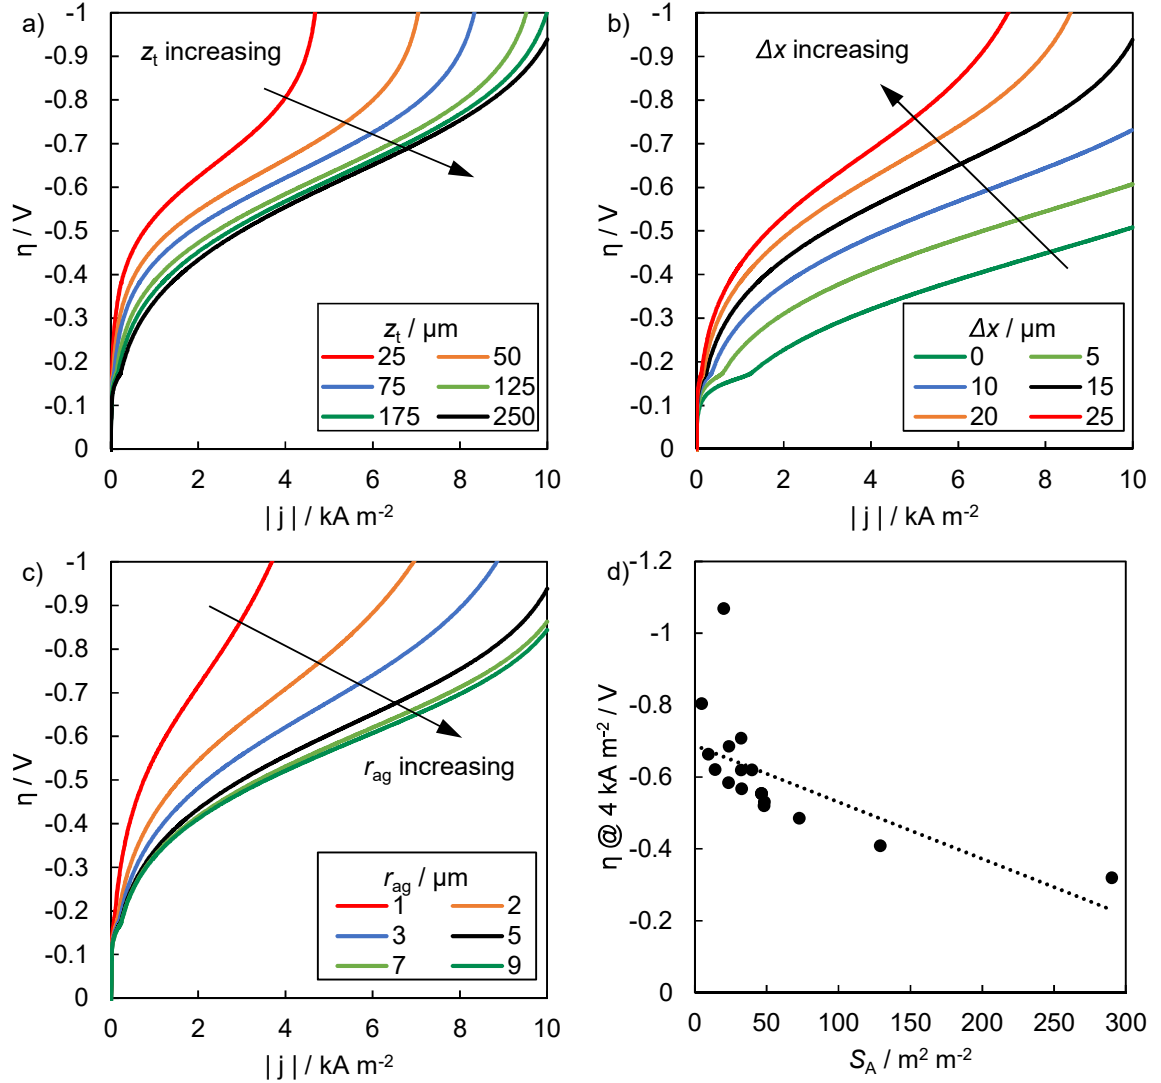 a)
-1
-0.9
-0.8
-0.7
-0.6
-0.5
-0.4
-0.3
-0.2
-0.1
0
η / V
zt increasing
zt / μm
25 50
75 125
175 250
0 2 4 6 8 10
| j | / kA m-2
b)
-1
-0.9
-0.8
-0.7
-0.6
-0.5
-0.4
-0.3
-0.2
-0.1
0
η / V
Δx increasing
Δx / μm
0 5
10 15
20 25
0 2 4 6 8 10
| j | / kA m-2
c)
-1
-0.9
-0.8
-0.7
-0.6
-0.5
-0.4
-0.3
-0.2
-0.1
0
η / V
rag increasing
rag / μm
1 2
3 5
7 9
0 2 4 6 8 10
| j | / kA m-2
d)
-1.2
-1
-0.8
-0.6
-0.4
-0.2
0
η @ 4 kA m-2 / V
0 50 100 150 200 250 300
SA / m2 m-2